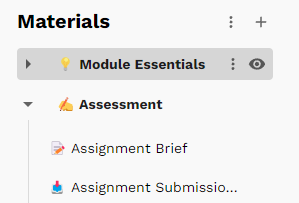 Materials
Module Essentials
Assessment
Assignment Brief
Assignment Submissio...